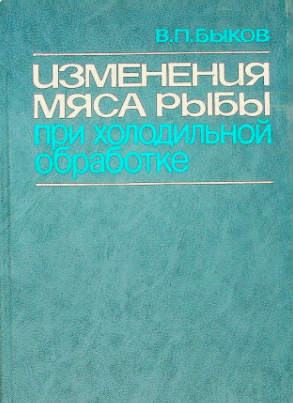 В.П.БЫКОВ
ИЗМЕНЕНИЯ
МЯСА РЫБЫ
при холодильной
обработке